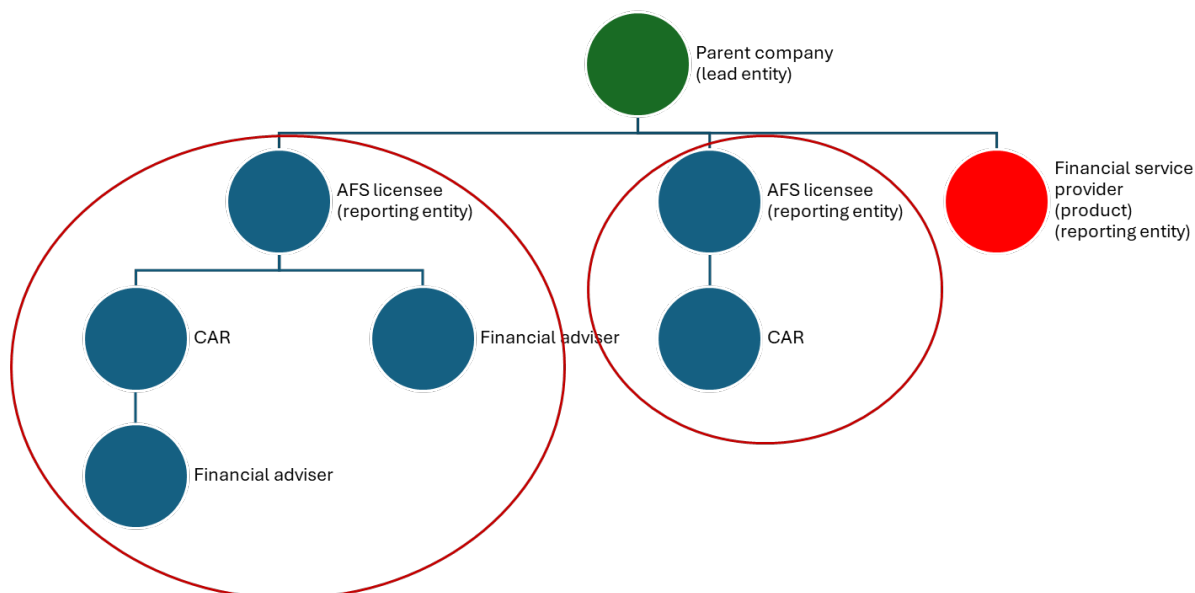 Parent company
(lead entity)
AFS licensee
(reporting entity)
AFS licensee
(reporting entity)
Financial service
provider
(product)
(reporting entity)
CAR
Financial adviser
CAR
Financial adviser